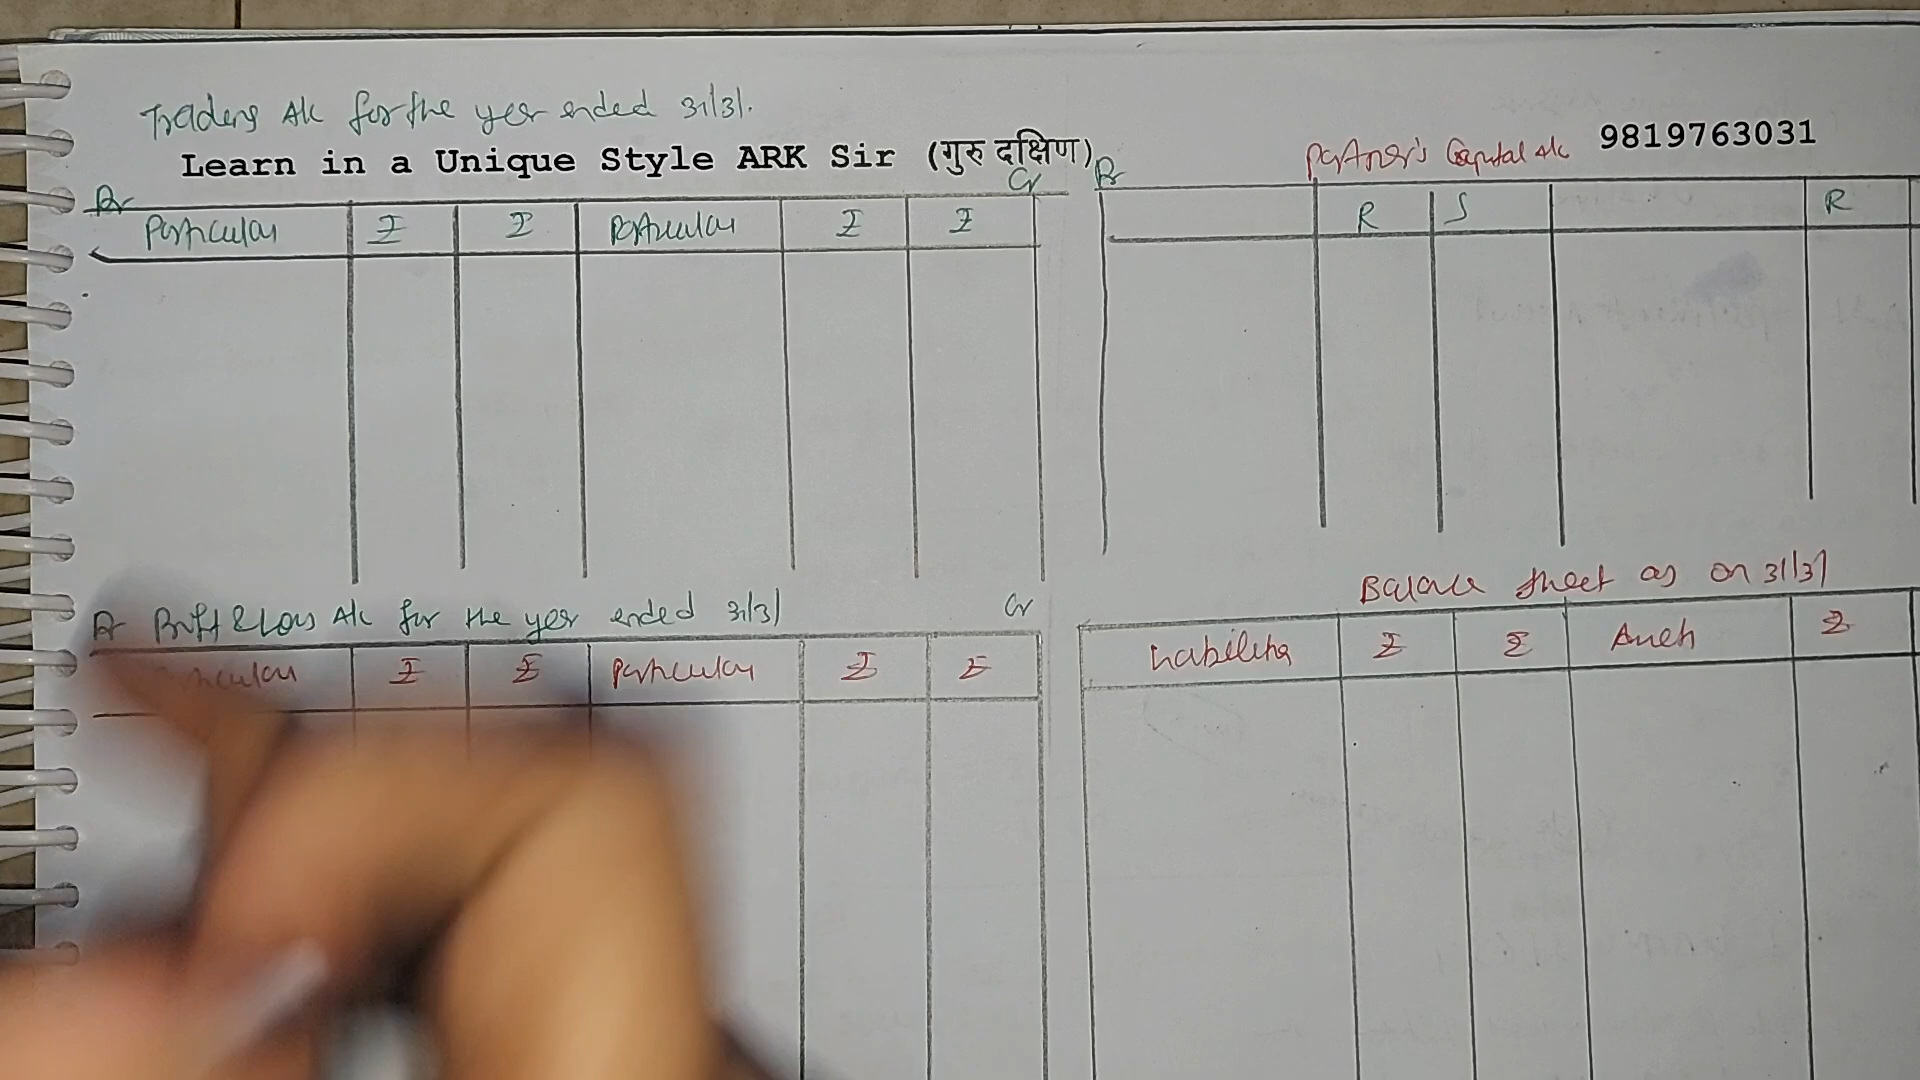 Trading A/c for the year ended 31/3/.
Learn in a Unique Style ARK Sir (गुरु दक्षिण)
9819763031
Partner's Capital A/c
Dr Cr
Particular ₹ ₹ Particular ₹ ₹
Dr
R S R
Dr Profit & Loss A/c for the year ended 31/3/ Cr
₹ ₹ Particular ₹ ₹
Balance sheet as on 31/3/
Liabilities ₹ ₹ Assets ₹